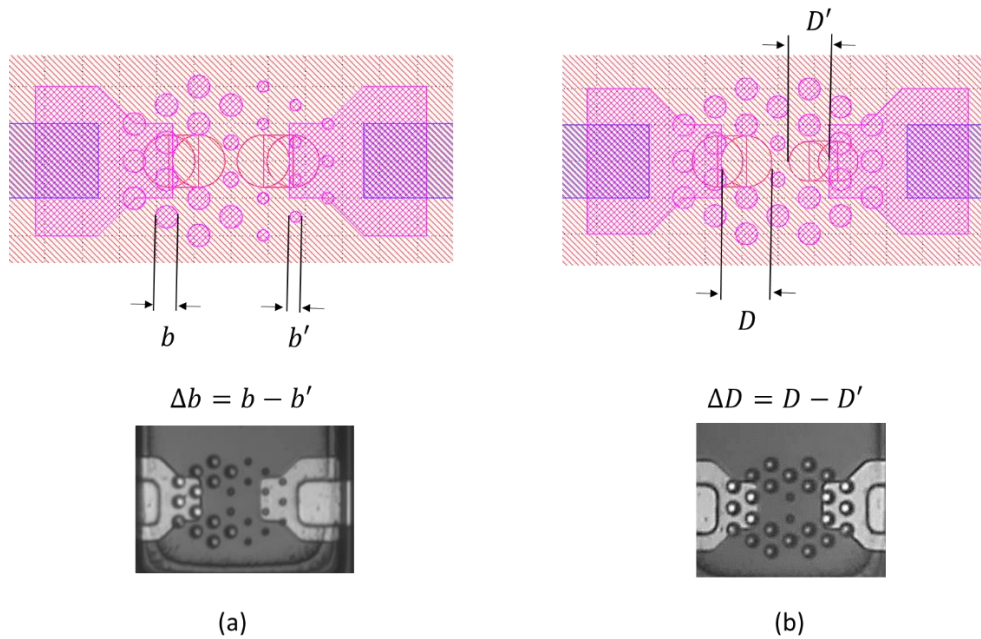 D′
b
b′
D
Δb = b − b′
ΔD = D − D′
(a)
(b)